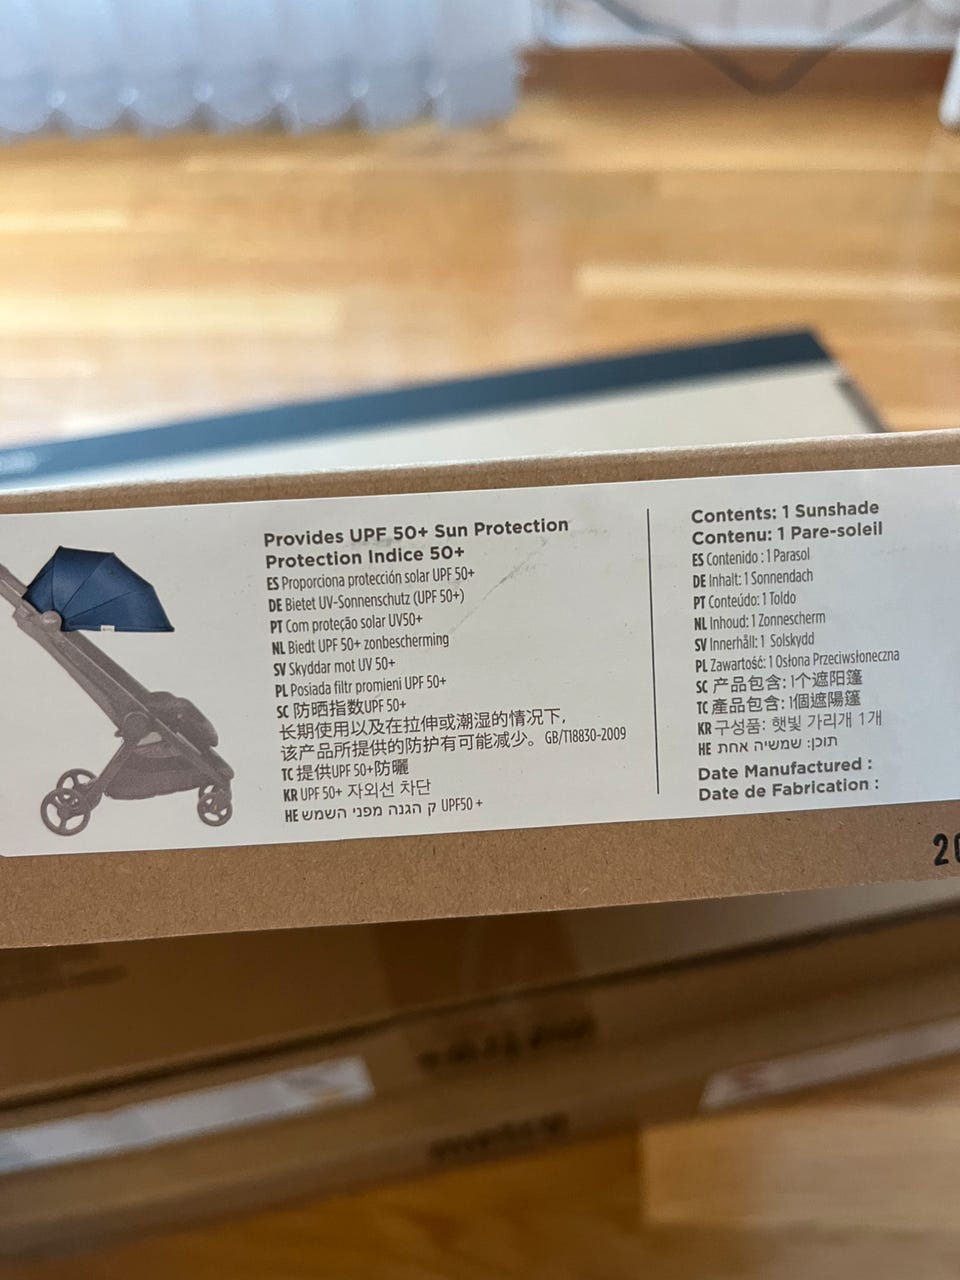 Provides UPF 50+ Sun Protection
Protection Indice 50+
ES Proporciona protección solar UPF 50+
DE Bietet UV-Sonnenschutz (UPF 50+)
PT Com proteção solar UV50+
NL Biedt UPF 50+ zonbescherming
SV Skyddar mot UV 50+
PL Posiada filtr promieni UPF 50+
SC 防晒指数UPF 50+
长期使用以及在拉伸或潮湿的情况下,
该产品所提供的防护有可能减少。GB/T18830-2009
TC 提供UPF 50+防曬
KR UPF 50+ 자외선 차단
HE ק הגנה מפני השמש UPF50 +
Contents: 1 Sunshade
Contenu: 1 Pare-soleil
ES Contenido : 1 Parasol
DE Inhalt: 1 Sonnendach
PT Conteúdo: 1 Toldo
NL Inhoud: 1 Zonnescherm
SV Innerhåll: 1 Solskydd
PL Zawartość: 1 Osłona Przeciwsłoneczna
SC 产品包含: 1个遮阳篷
TC 產品包含: 1個遮陽篷
KR 구성품: 햇빛 가리개 1개
HE תוכן: שמשיה אחת
Date Manufactured :
Date de Fabrication :
20